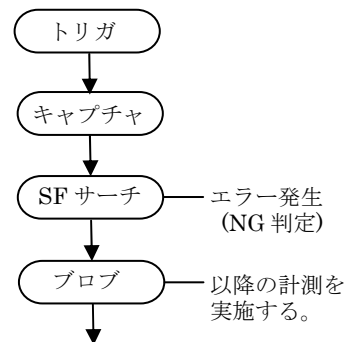 トリガ
キャプチャ
SF サーチ
エラー発生
(NG 判定)
ブロブ
以降の計測を
実施する。